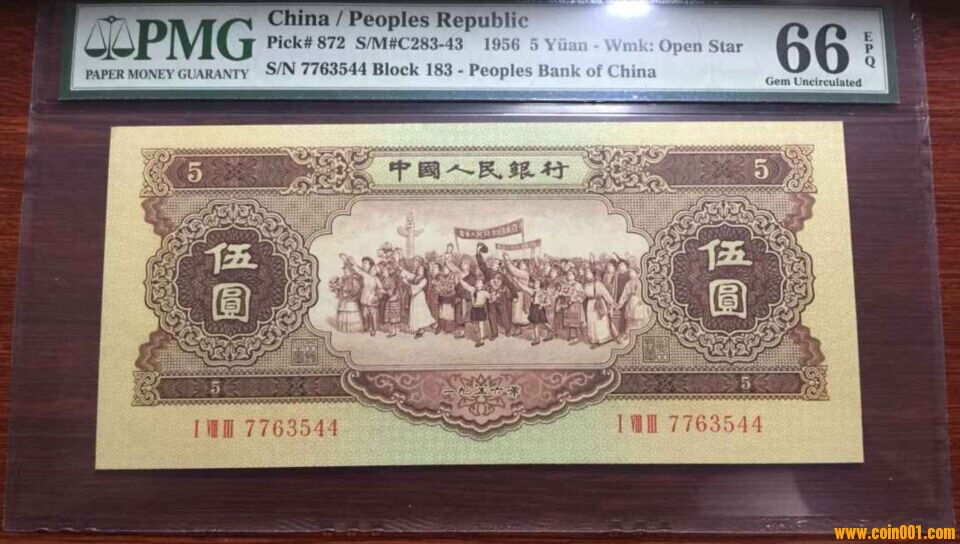 PMG
PAPER MONEY GUARANTY
China / Peoples Republic
Pick# 872 S/M#C283-43 1956 5 Yüan - Wmk: Open Star
S/N 7763544 Block 183 - Peoples Bank of China
66 EPQ
Gem Uncirculated
5 中國人民銀行 5
伍圓 伍圓
5 一九五六年 5
I VIII III 7763544 I VIII III 7763544
www.coin001.com